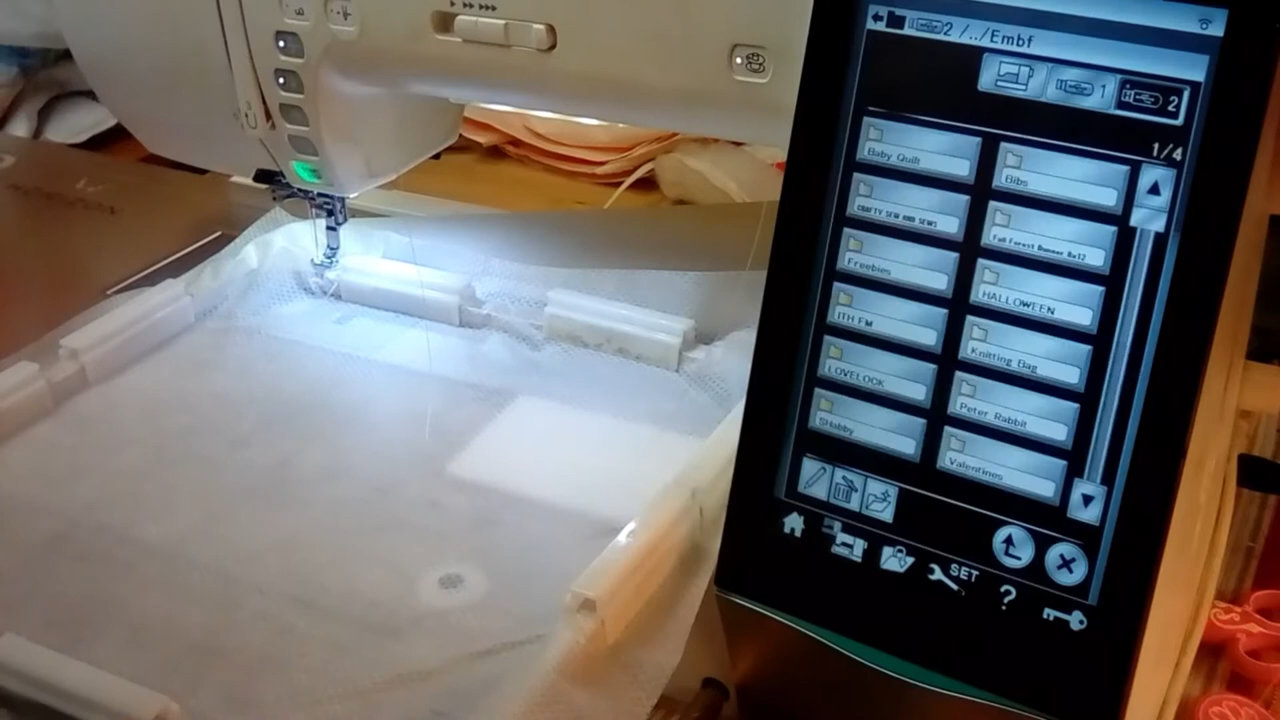 2 /../Embf
1
2
1/4
Baby Quilt
Bibs
CRAFTY SEW AND SEWS
Fall Forest Runner 8x12
Freebies
HALLOWEEN
ITH FM
Knitting Bag
LOVELOCK
Peter Rabbit
SHabby
Valentines
SET
?